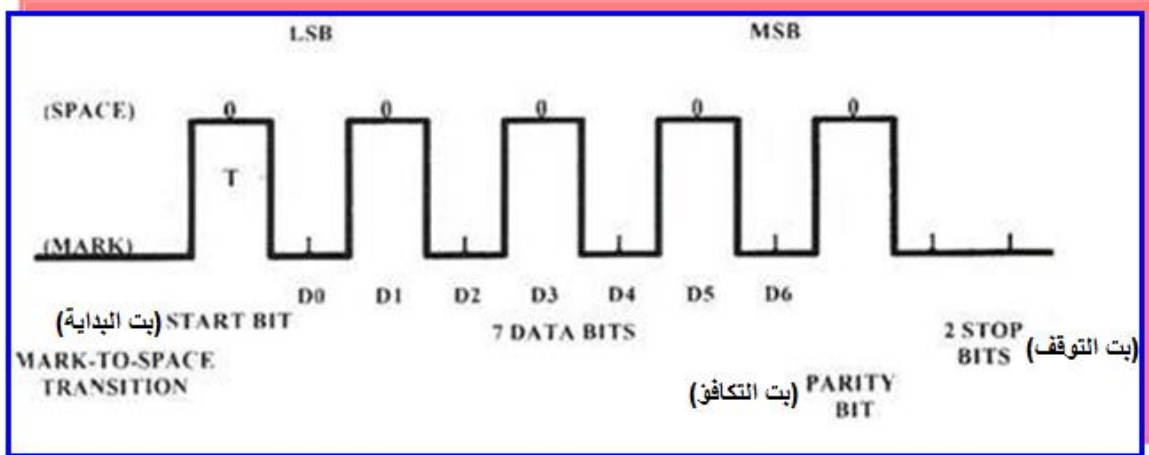 LSB MSB
(SPACE) 0 0 0 0 0
T
(MARK) 1 1 1 1 1 1
D0 D1 D2 D3 D4 D5 D6
(بت البداية) START BIT 7 DATA BITS 2 STOP
BITS (بت التوقف)
MARK-TO-SPACE
TRANSITION
(بت التكافؤ) PARITY
BIT